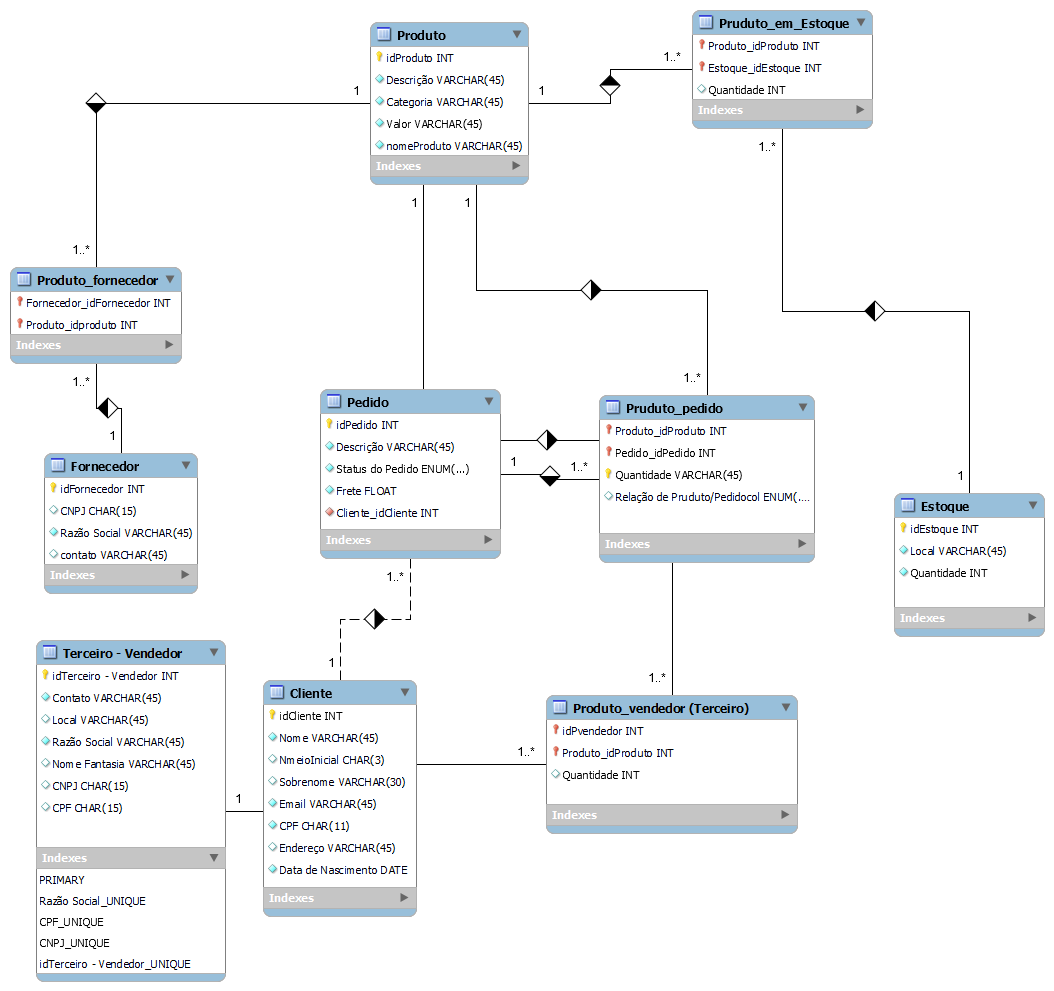 Produto
idProduto INT
Descrição VARCHAR(45)
Categoria VARCHAR(45)
Valor VARCHAR(45)
nomeProduto VARCHAR(45)
Indexes
Pruduto_em_Estoque
Produto_idProduto INT
Estoque_idEstoque INT
Quantidade INT
Indexes
1
1
1..*
1..*
1
1
1..*
Produto_fornecedor
Fornecedor_idFornecedor INT
Produto_idproduto INT
Indexes
1..*
1
Fornecedor
idFornecedor INT
CNPJ CHAR(15)
Razão Social VARCHAR(45)
contato VARCHAR(45)
Indexes
Pedido
idPedido INT
Descrição VARCHAR(45)
Status do Pedido ENUM(...)
Frete FLOAT
Cliente_idCliente INT
Indexes
1
1..*
1..*
Pruduto_pedido
Produto_idProduto INT
Pedido_idPedido INT
Quantidade VARCHAR(45)
Relação de Pruduto/Pedidocol ENUM(....
Indexes
1
Estoque
idEstoque INT
Local VARCHAR(45)
Quantidade INT
Indexes
1..*
1
Terceiro - Vendedor
idTerceiro - Vendedor INT
Contato VARCHAR(45)
Local VARCHAR(45)
Razão Social VARCHAR(45)
Nome Fantasia VARCHAR(45)
CNPJ CHAR(15)
CPF CHAR(15)
Indexes
PRIMARY
Razão Social_UNIQUE
CPF_UNIQUE
CNPJ_UNIQUE
idTerceiro - Vendedor_UNIQUE
1
Cliente
idCliente INT
Nome VARCHAR(45)
NmeioInicial CHAR(3)
Sobrenome VARCHAR(30)
Email VARCHAR(45)
CPF CHAR(11)
Endereço VARCHAR(45)
Data de Nascimento DATE
Indexes
1..*
1..*
Produto_vendedor (Terceiro)
idPvendedor INT
Produto_idProduto INT
Quantidade INT
Indexes